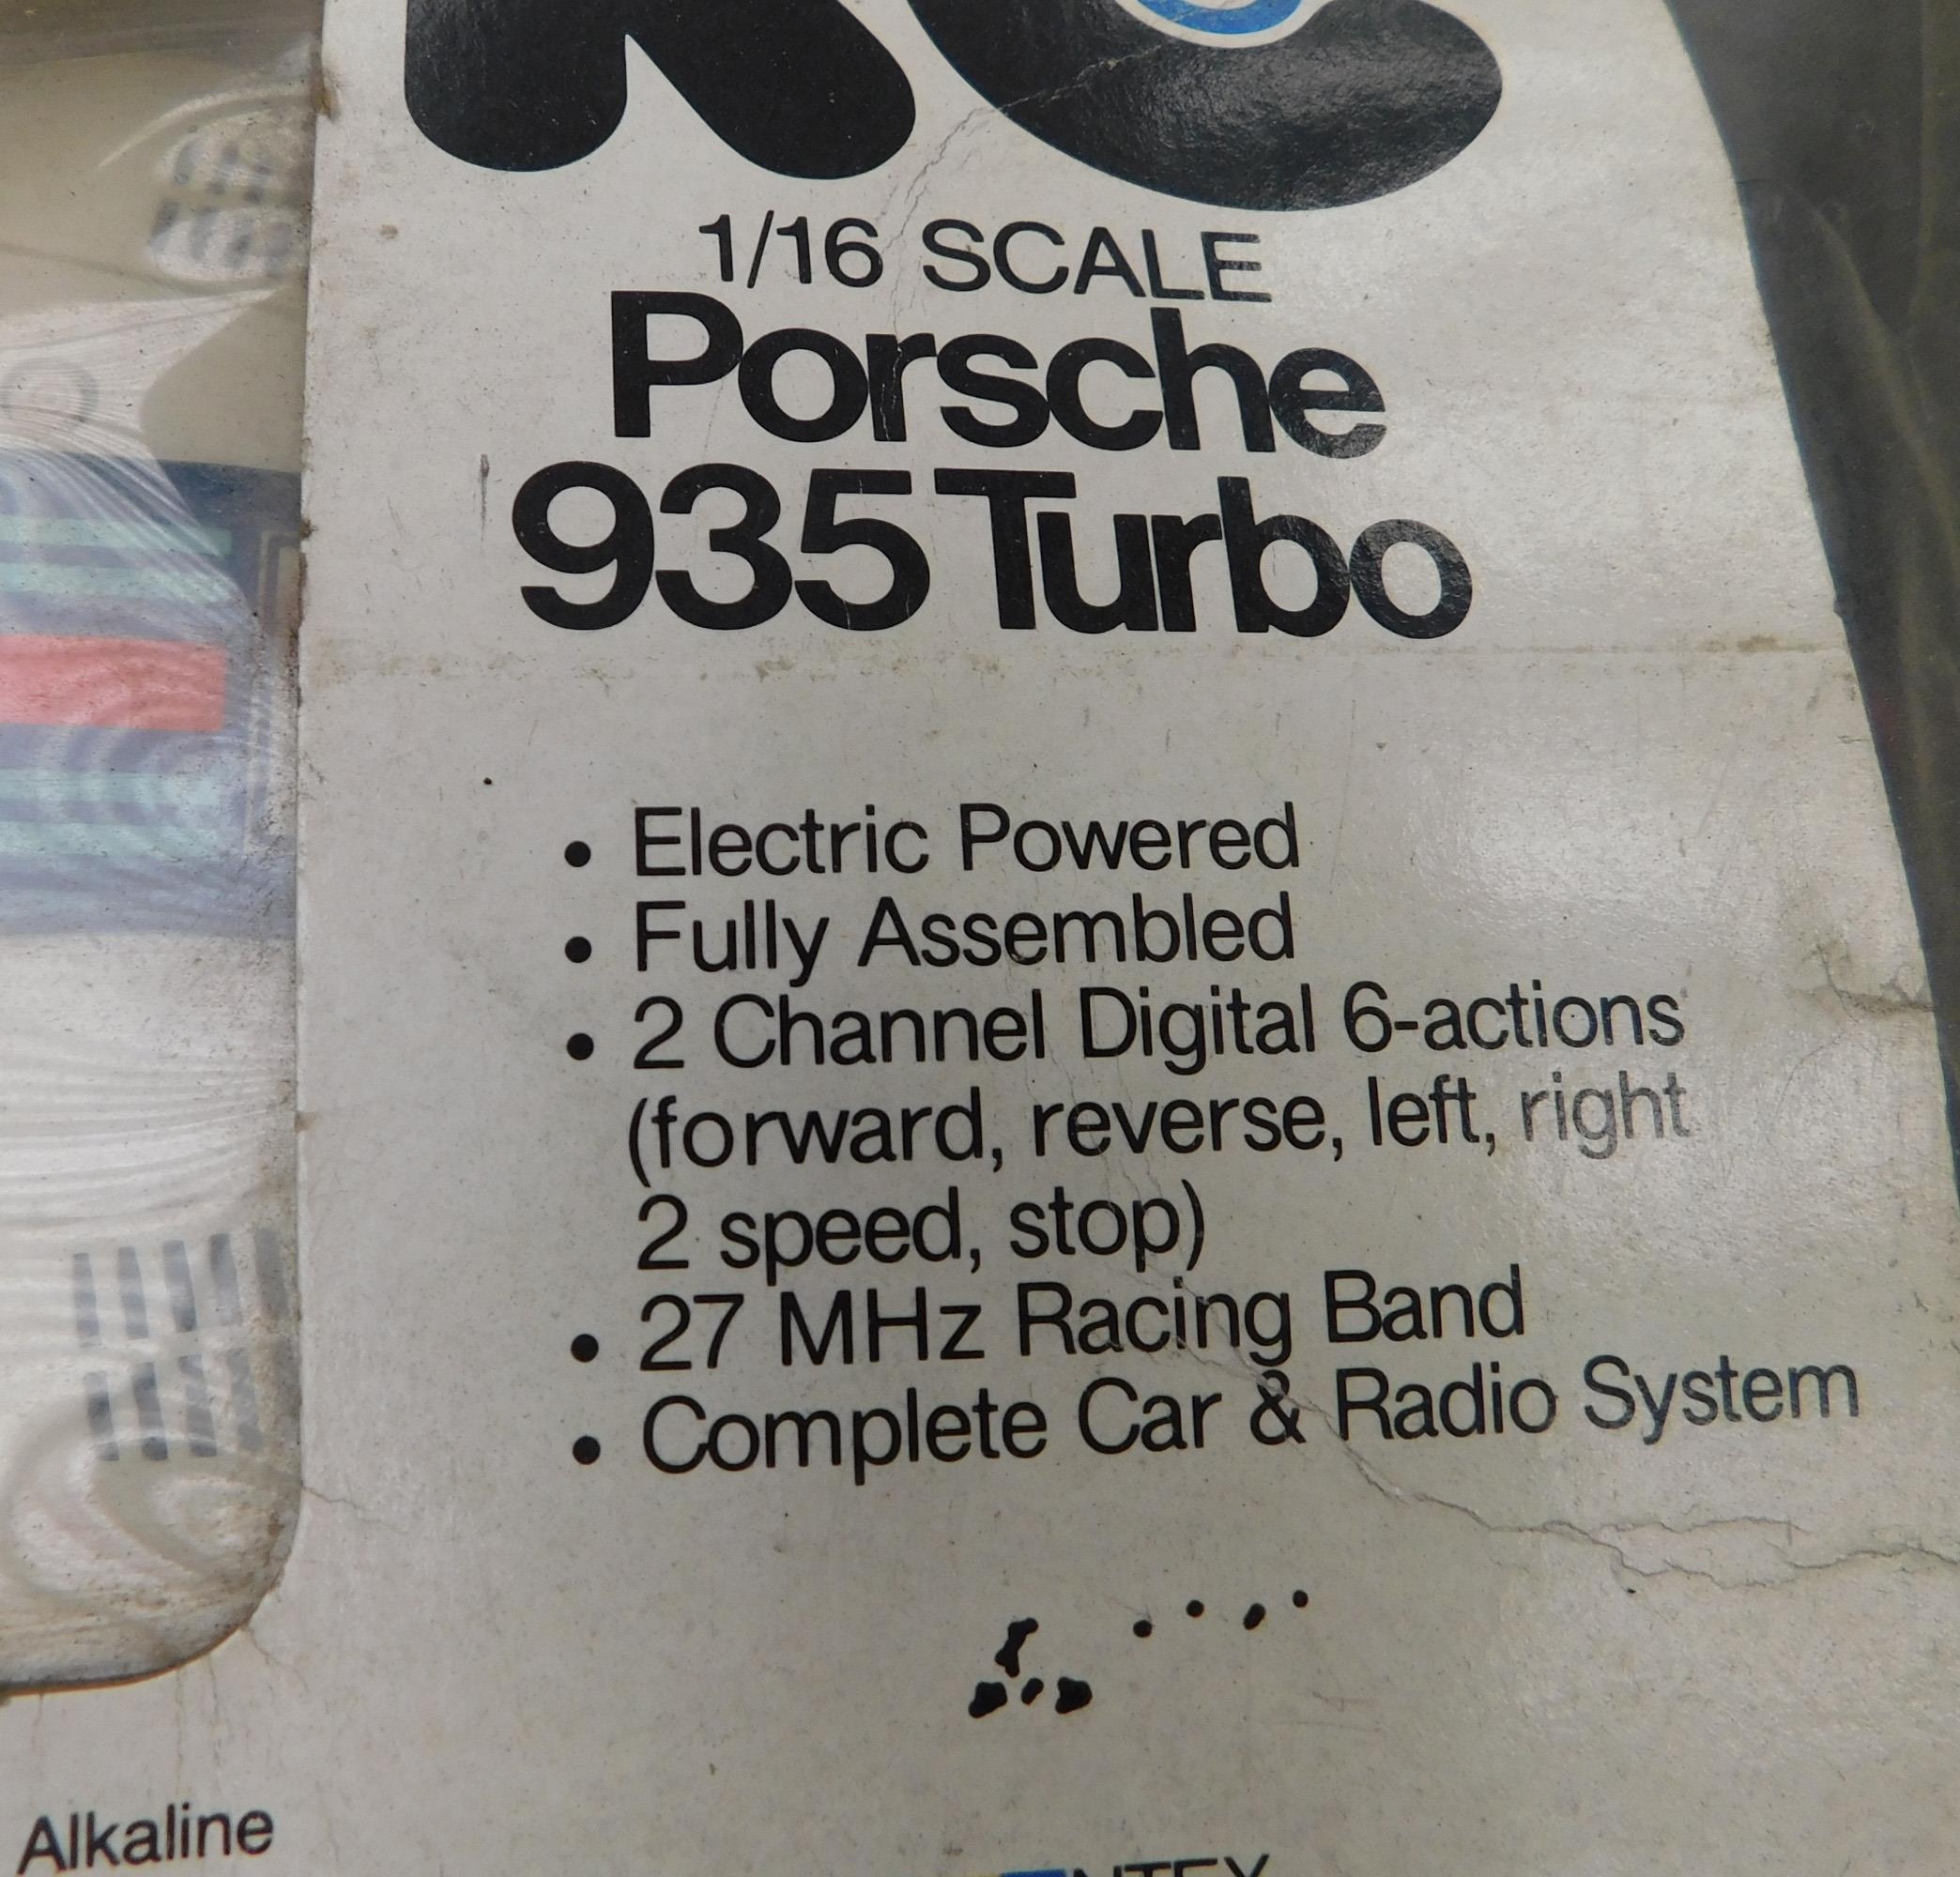 RC
1/16 SCALE
Porsche
935 Turbo
• Electric Powered
• Fully Assembled
• 2 Channel Digital 6-actions
(forward, reverse, left, right
2 speed, stop)
• 27 MHz Racing Band
• Complete Car & Radio System
Alkaline